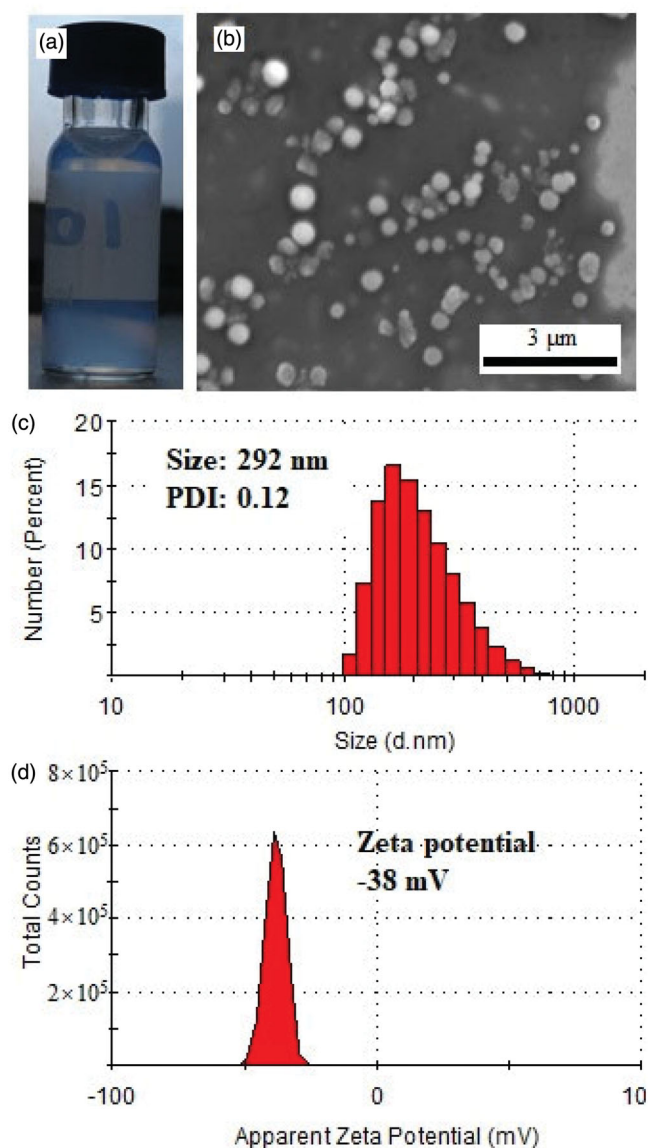 (a)
(b)
01
3 µm
(c)
20
15
10
5
Number (Percent)
Size: 292 nm
PDI: 0.12
10
100
1000
Size (d.nm)
(d)
8×10⁵
6×10⁵
4×10⁵
2×10⁵
Total Counts
Zeta potential
-38 mV
-100
0
10
Apparent Zeta Potential (mV)